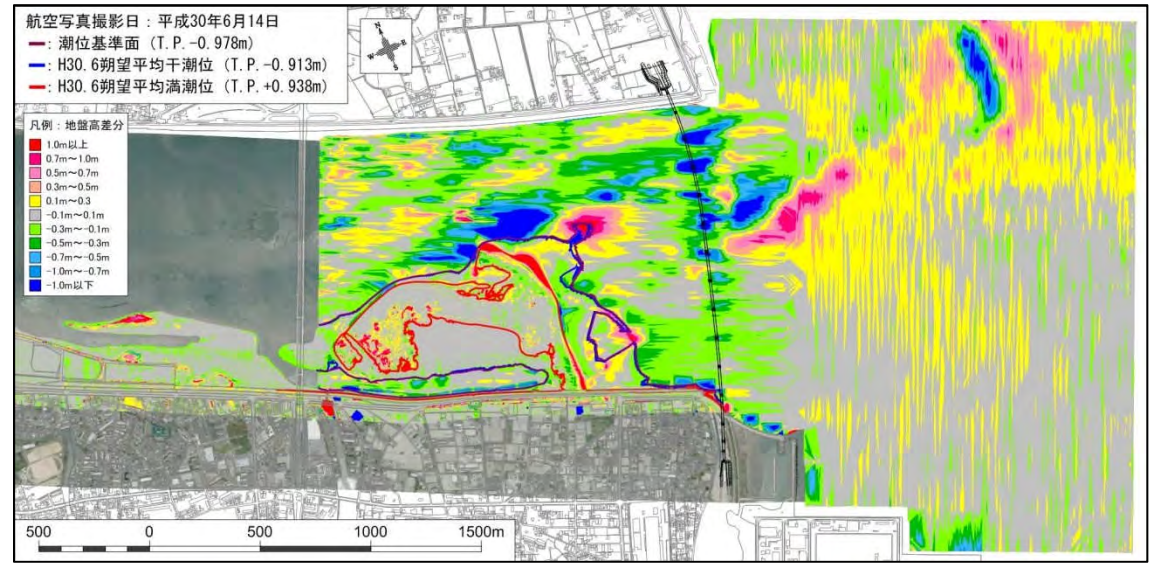 航空写真撮影日：平成30年6月14日
━：潮位基準面 (T.P.-0.978m)
━：H30.6朔望平均干潮位 (T.P.-0.913m)
━：H30.6朔望平均満潮位 (T.P.+0.938m)
N
W
E
S
凡例：地盤高差分
1.0m以上
0.7m～1.0m
0.5m～0.7m
0.3m～0.5m
0.1m～0.3
-0.1m～0.1m
-0.3m～-0.1m
-0.5m～-0.3m
-0.7m～-0.5m
-1.0m～-0.7m
-1.0m以下
500 0 500 1000 1500m